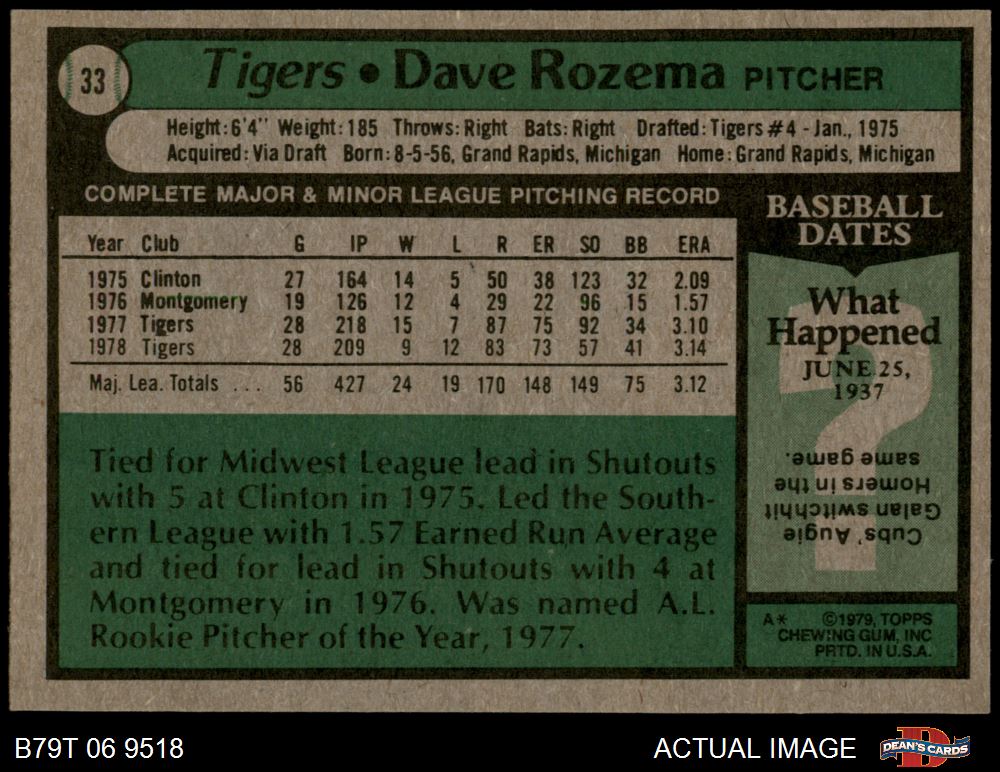 33
Tigers • Dave Rozema PITCHER
Height: 6'4" Weight: 185 Throws: Right Bats: Right Drafted: Tigers #4 - Jan., 1975
Acquired: Via Draft Born: 8-5-56, Grand Rapids, Michigan Home: Grand Rapids, Michigan
COMPLETE MAJOR & MINOR LEAGUE PITCHING RECORD
Year Club G IP W L R ER SO BB ERA
1975 Clinton 27 164 14 5 50 38 123 32 2.09
1976 Montgomery 19 126 12 4 29 22 96 15 1.57
1977 Tigers 28 218 15 7 87 75 92 34 3.10
1978 Tigers 28 209 9 12 83 73 57 41 3.14
Maj. Lea. Totals ... 56 427 24 19 170 148 149 75 3.12
Tied for Midwest League lead in Shutouts
with 5 at Clinton in 1975. Led the South-
ern League with 1.57 Earned Run Average
and tied for lead in Shutouts with 4 at
Montgomery in 1976. Was named A.L.
Rookie Pitcher of the Year, 1977.
BASEBALL
DATES
What
Happened
JUNE 25,
1937
?
Cubs' Augie
Galan switchhit
Homers in the
same game.
A* ©1979, TOPPS
CHEWING GUM, INC
PRTD. IN U.S.A.
B79T 06 9518
ACTUAL IMAGE
D
DEAN'S CARDS